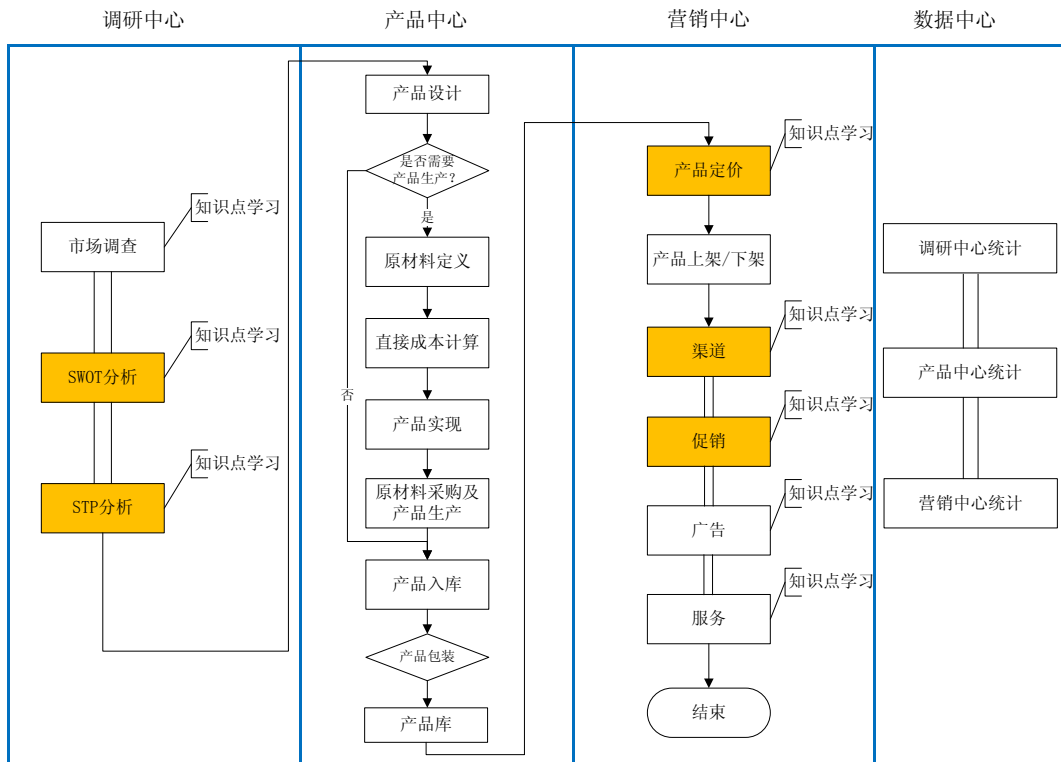 调研中心
产品中心
营销中心
数据中心
知识点学习
市场调查
知识点学习
SWOT分析
知识点学习
STP分析
产品设计
是否需要
产品生产?
是
否
原材料定义
直接成本计算
产品实现
原材料采购及
产品生产
产品入库
产品包装
产品库
知识点学习
产品定价
产品上架/下架
知识点学习
渠道
知识点学习
促销
知识点学习
广告
知识点学习
服务
结束
调研中心统计
产品中心统计
营销中心统计